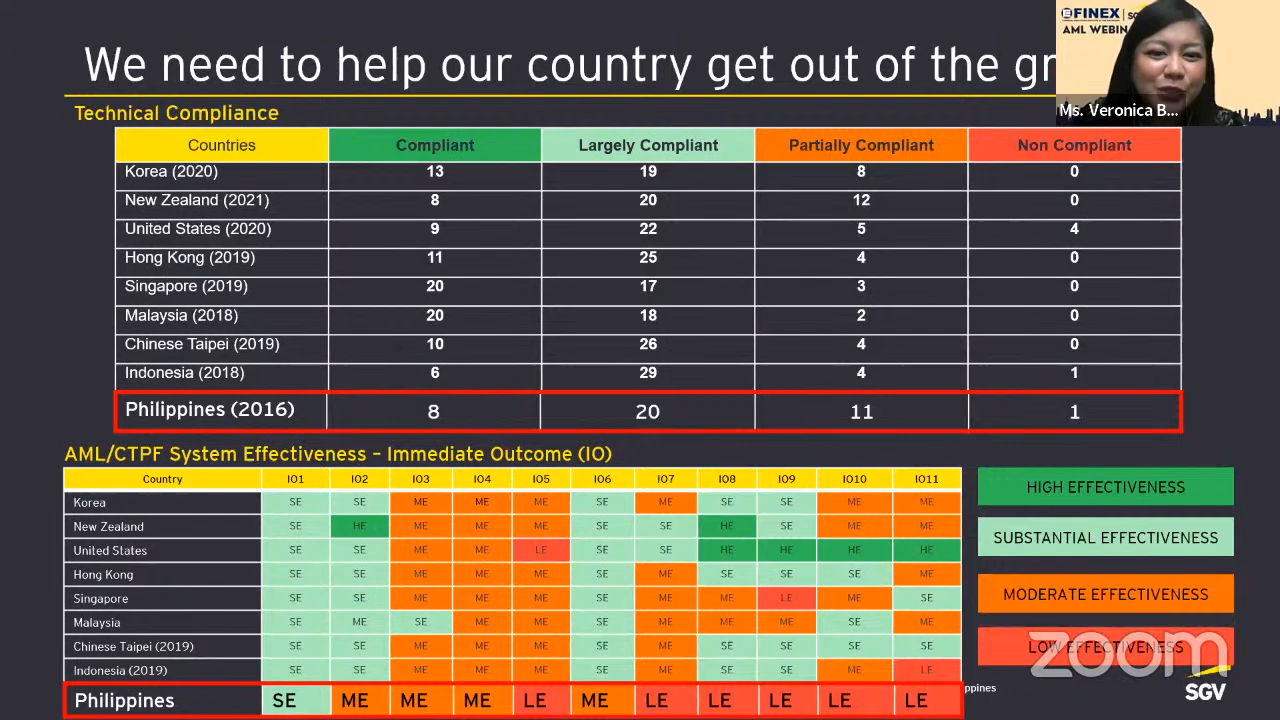 FINEX
AML WEBIN
We need to help our country get out of the gr
Ms. Veronica B...
Technical Compliance
Countries Compliant Largely Compliant Partially Compliant Non Compliant
Korea (2020) 13 19 8 0
New Zealand (2021) 8 20 12 0
United States (2020) 9 22 5 4
Hong Kong (2019) 11 25 4 0
Singapore (2019) 20 17 3 0
Malaysia (2018) 20 18 2 0
Chinese Taipei (2019) 10 26 4 0
Indonesia (2018) 6 29 4 1
Philippines (2016) 8 20 11 1
AML/CTPF System Effectiveness – Immediate Outcome (IO)
Country IO1 IO2 IO3 IO4 IO5 IO6 IO7 IO8 IO9 IO10 IO11
Korea SE SE ME ME ME SE ME SE SE ME ME
New Zealand SE HE ME ME ME SE SE HE SE ME ME
United States SE SE ME ME LE SE SE HE HE HE HE
Hong Kong SE SE ME ME ME SE ME SE SE SE ME
Singapore SE SE ME ME ME SE ME ME LE ME SE
Malaysia SE ME SE ME ME SE ME ME ME SE ME
Chinese Taipei (2019) SE SE ME ME ME SE ME SE SE SE SE
Indonesia (2019) SE SE ME ME ME SE ME SE SE ME LE
Philippines SE ME ME ME LE ME LE LE LE LE LE
HIGH EFFECTIVENESS
SUBSTANTIAL EFFECTIVENESS
MODERATE EFFECTIVENESS
LOW EFFECTIVENESS
zoom
ppines
SGV